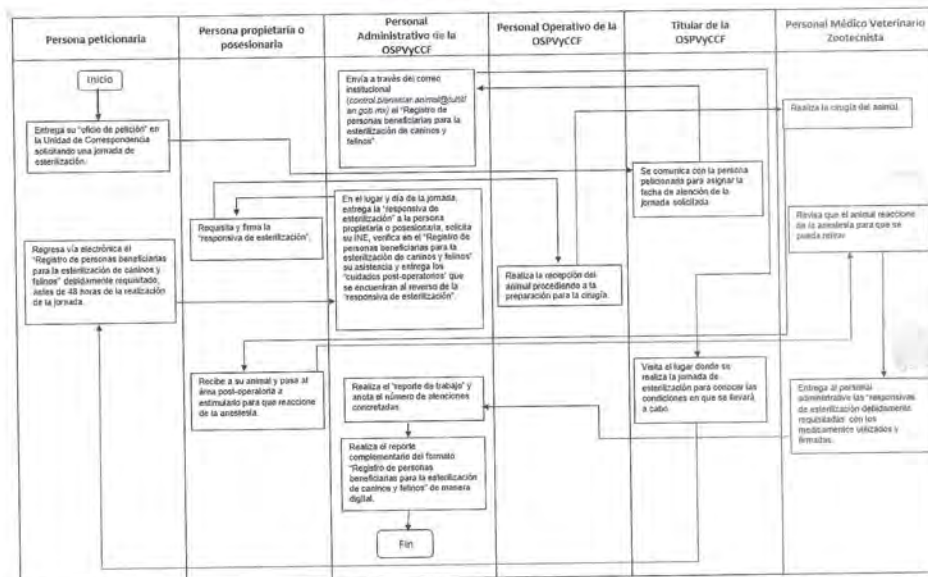 Persona peticionaria
Persona propietaria o
posesionaria
Personal
Administrativo de la
OSPVyCCF
Personal Operativo de la
OSPVyCCF
Titular de la
OSPVyCCF
Personal Médico Veterinario
Zootecnista
Inicio
Entrega su "oficio de petición" en
la Unidad de Correspondencia
solicitando una jornada de
esterilización.
Regresa vía electrónica el
"Registro de personas beneficiarias
para la esterilización de caninos y
felinos" debidamente requisitado,
antes de 48 horas de la realización
de la jornada.
Requisita y firma la
"responsiva de esterilización".
Recibe a su animal y pasa al
área post-operatoria a
estimularlo para que reaccione
de la anestesia.
Envía a través del correo
institucional
el "Registro de
personas beneficiarias para la
esterilización de caninos y
felinos".
En el lugar y día de la jornada,
entrega la "responsiva de
esterilización" a la persona
propietaria o posesionaria, solicita
su INE, verifica en el "Registro de
personas beneficiarias para la
esterilización de caninos y felinos"
su asistencia y entrega los
"cuidados post-operatorios" que
se encuentran al reverso de la
"responsiva de esterilización".
Realiza el "reporte de trabajo" y
anota el número de atenciones
concretadas.
Realiza el reporte
complementario del formato
"Registro de personas
beneficiarias para la esterilización
de caninos y felinos" de manera
digital.
Fin
Realiza la recepción del
animal procediendo a la
preparación para la cirugía.
Se comunica con la persona
peticionaria para asignar la
fecha de atención de la
jornada solicitada
Visita el lugar donde se
realiza la jornada de
esterilización para conocer las
condiciones en que se llevará
a cabo.
Realiza la cirugía del animal.
Revisa que el animal reaccione
de la anestesia para que se
pueda retirar.
Entrega al personal
administrativo las "responsivas
de esterilización debidamente
requisitadas con los
medicamentos utilizados y
firmadas.